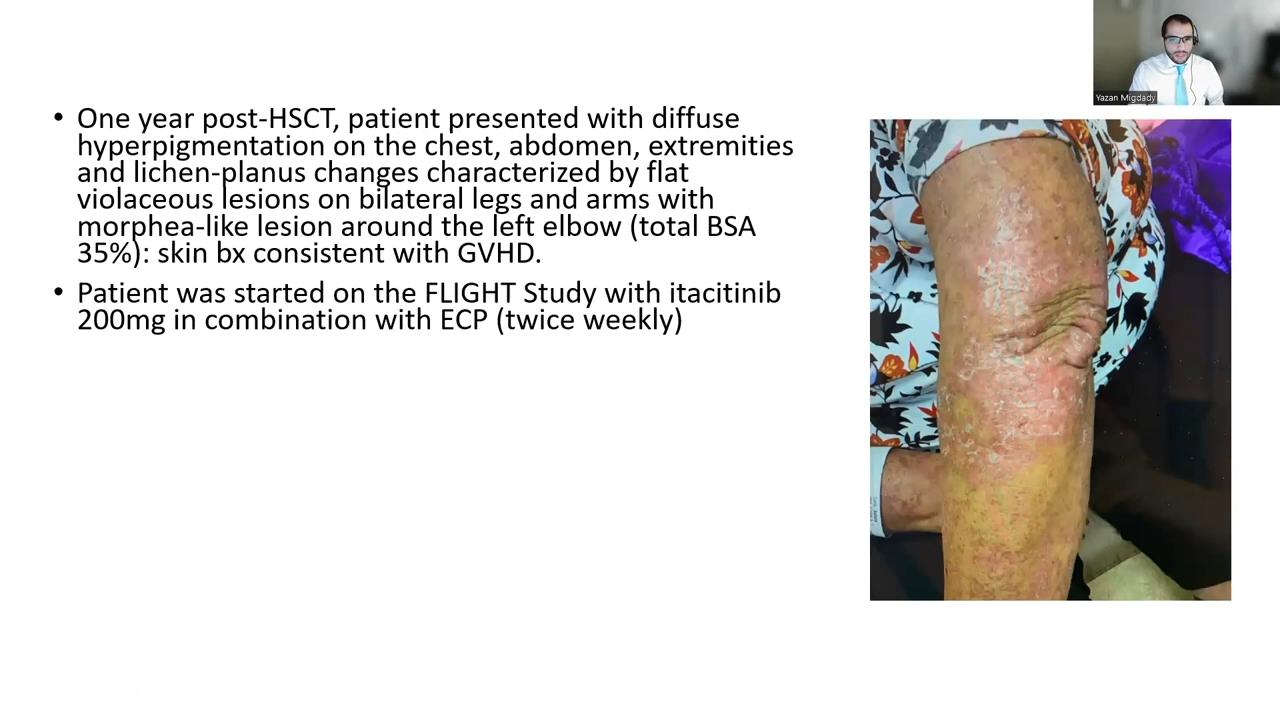 Yazan Migdady
• One year post-HSCT, patient presented with diffuse
hyperpigmentation on the chest, abdomen, extremities
and lichen-planus changes characterized by flat
violaceous lesions on bilateral legs and arms with
morphea-like lesion around the left elbow (total BSA
35%): skin bx consistent with GVHD.
• Patient was started on the FLIGHT Study with itacitinib
200mg in combination with ECP (twice weekly)